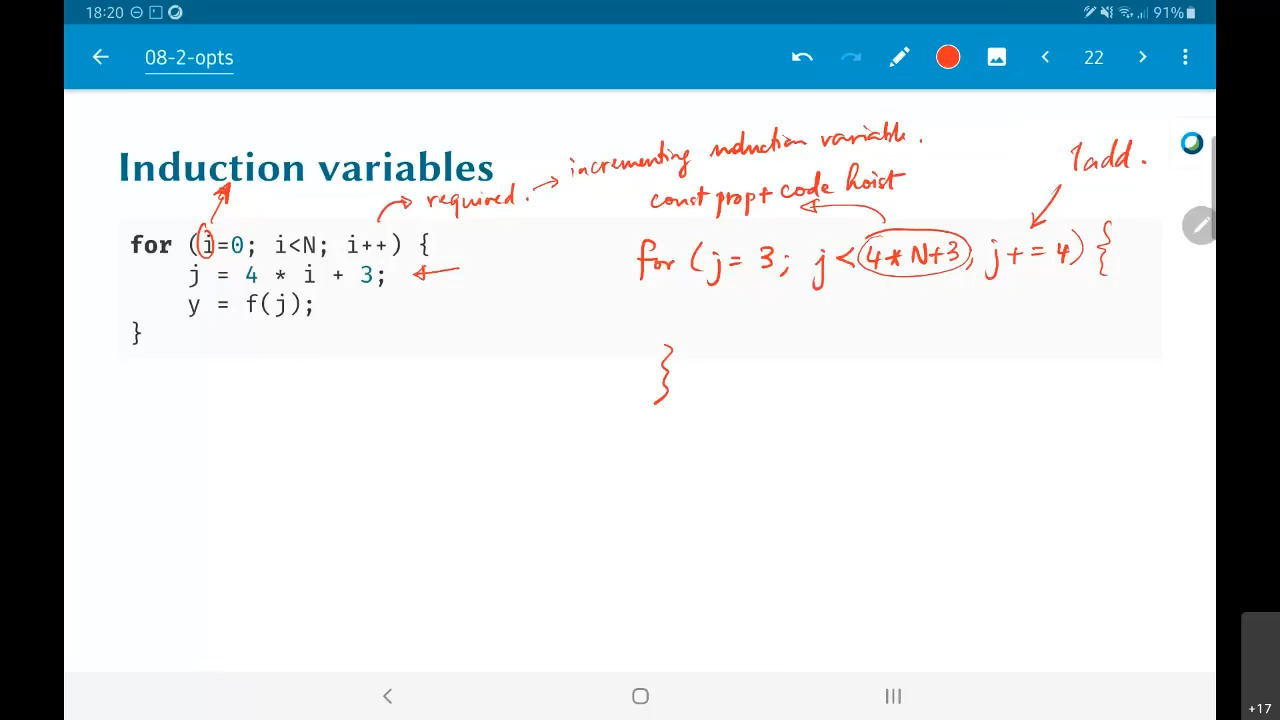 18:20
91%
08-2-opts
22
incrementing induction variable.
1 add.
Induction variables
required.
const prop + code hoist
for (i=0; i<N; i++) {
for (j = 3; j < 4 * N+3, j + = 4) {
j = 4 * i + 3;
y = f(j);
}
}
+17